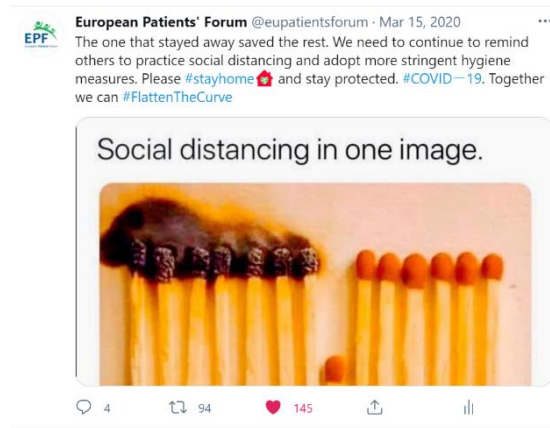 European Patients' Forum @eupatientsforum · Mar 15, 2020
EPF
The one that stayed away saved the rest. We need to continue to remind
others to practice social distancing and adopt more stringent hygiene
measures. Please #stayhome and stay protected. #COVID—19. Together
we can #FlattenTheCurve
Social distancing in one image.
4 94 145